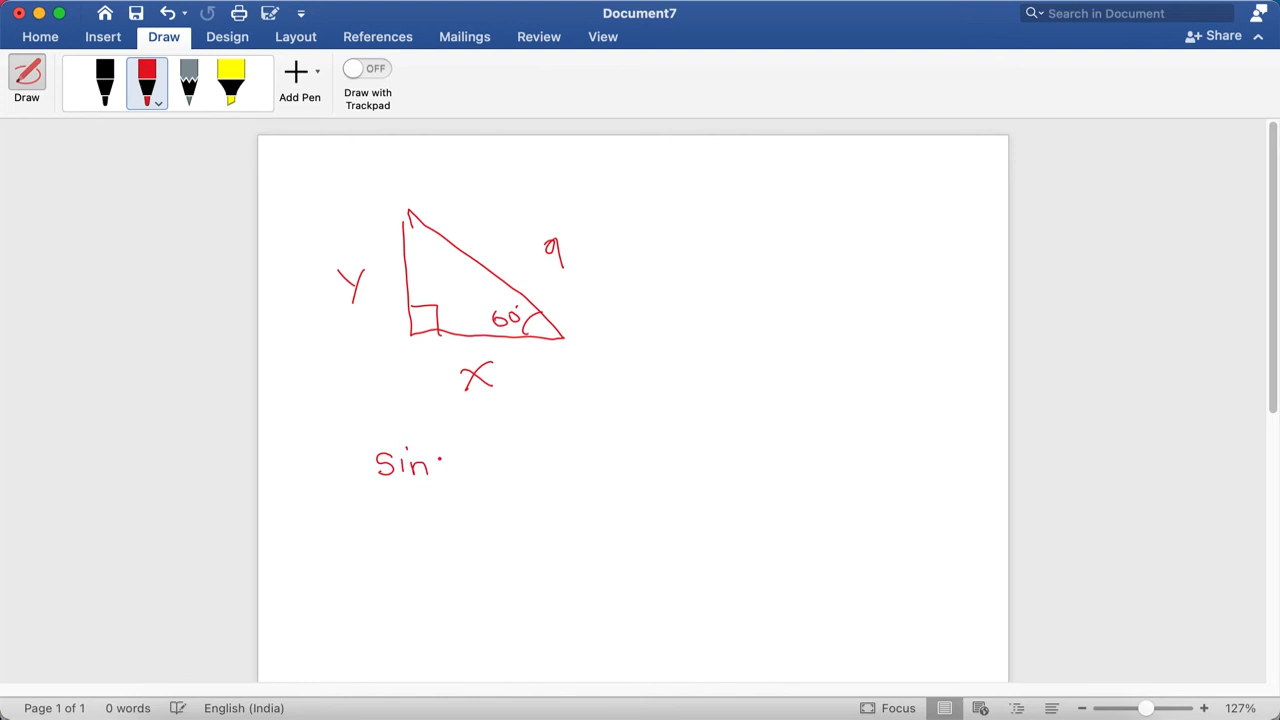 Document7
Search in Document
Home Insert Draw Design Layout References Mailings Review View
Share
Draw
Add Pen
OFF
Draw with Trackpad
9
Y
60°
X
Sin
Page 1 of 1 0 words English (India) Focus 127%